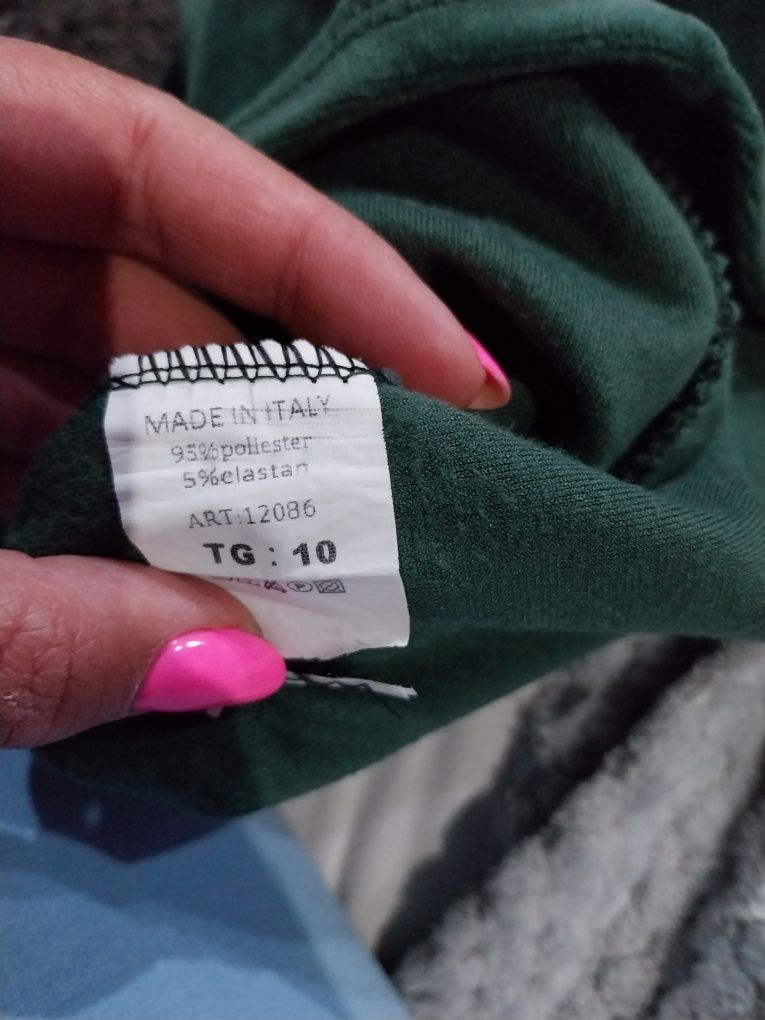 MADE IN ITALY
95%poliester
5%elastan
ART:12086
TG : 10